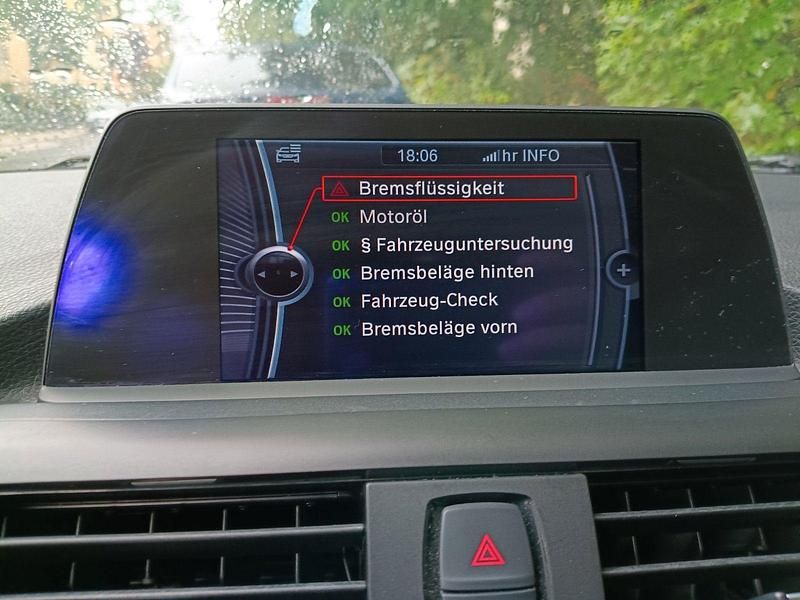 18:06 hr INFO
Bremsflüssigkeit
OK Motoröl
OK § Fahrzeuguntersuchung
OK Bremsbeläge hinten
OK Fahrzeug-Check
OK Bremsbeläge vorn